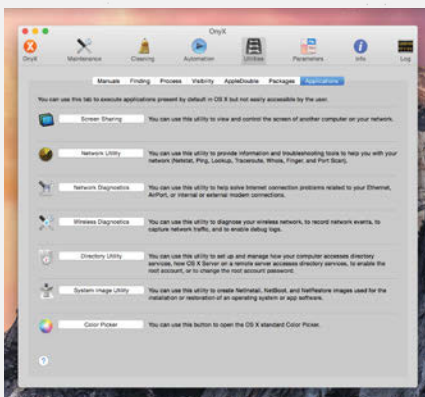 OnyX
OnyX Maintenance Cleaning Automation Utilities Parameters Info Log
Manuals Finding Process Visibility AppleDouble Packages Applications
You can use this tab to execute applications present by default in OS X but not easily accessible by the user.
Screen Sharing You can use this utility to view and control the screen of another computer on your network.
Network Utility You can use this utility to provide information and troubleshooting tools to help you with your
network (Netstat, Ping, Lookup, Traceroute, Whois, Finger, and Port Scan).
Network Diagnostics You can use this utility to help solve Internet connection problems related to your Ethernet,
AirPort, or internal or external modem connections.
Wireless Diagnostics You can use this utility to diagnose your wireless network, to record network events, to
capture network traffic, and to enable debug logs.
Directory Utility You can use this utility to set up and manage how your computer accesses directory
services, how OS X Server on a remote server accesses directory services, to enable the
root account, or to change the root account password.
System Image Utility You can use this utility to create NetInstall, NetBoot, and NetRestore images used for the
installation or restoration of an operating system or app software.
Color Picker You can use this button to open the OS X standard Color Picker.
?